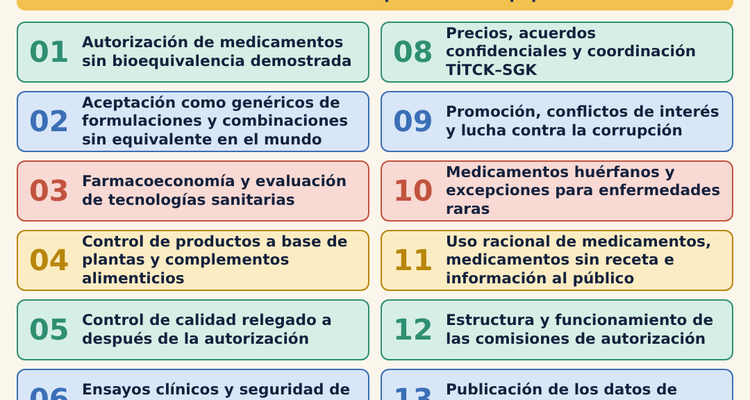 01
Autorización de medicamentos
sin bioequivalencia demostrada
02
Aceptación como genéricos de
formulaciones y combinaciones
sin equivalente en el mundo
03
Farmacoeconomía y evaluación
de tecnologías sanitarias
04
Control de productos a base de
plantas y complementos
alimenticios
05
Control de calidad relegado a
después de la autorización
06
Ensayos clínicos y seguridad de
08
Precios, acuerdos
confidenciales y coordinación
TİTCK–SGK
09
Promoción, conflictos de interés
y lucha contra la corrupción
10
Medicamentos huérfanos y
excepciones para enfermedades
raras
11
Uso racional de medicamentos,
medicamentos sin receta e
información al público
12
Estructura y funcionamiento de
las comisiones de autorización
13
Publicación de los datos de